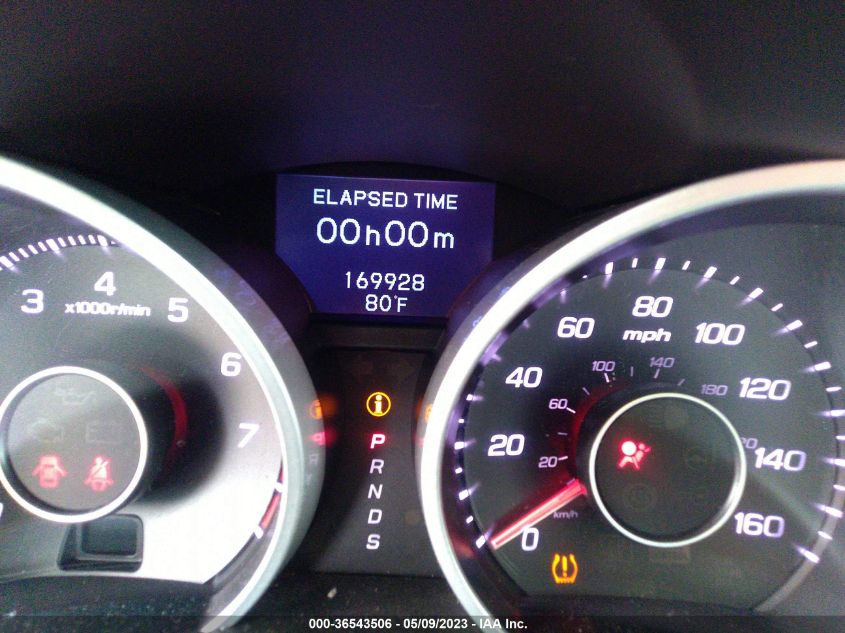 ELAPSED TIME
00h00m
169928
80°F
3 4 5 6 7
x1000r/min
P
R
N
D
S
0 20 40 60 80 100 120 140 160
mph
20 60 100 140 180
km/h
000-36543506 - 05/09/2023 - IAA Inc.